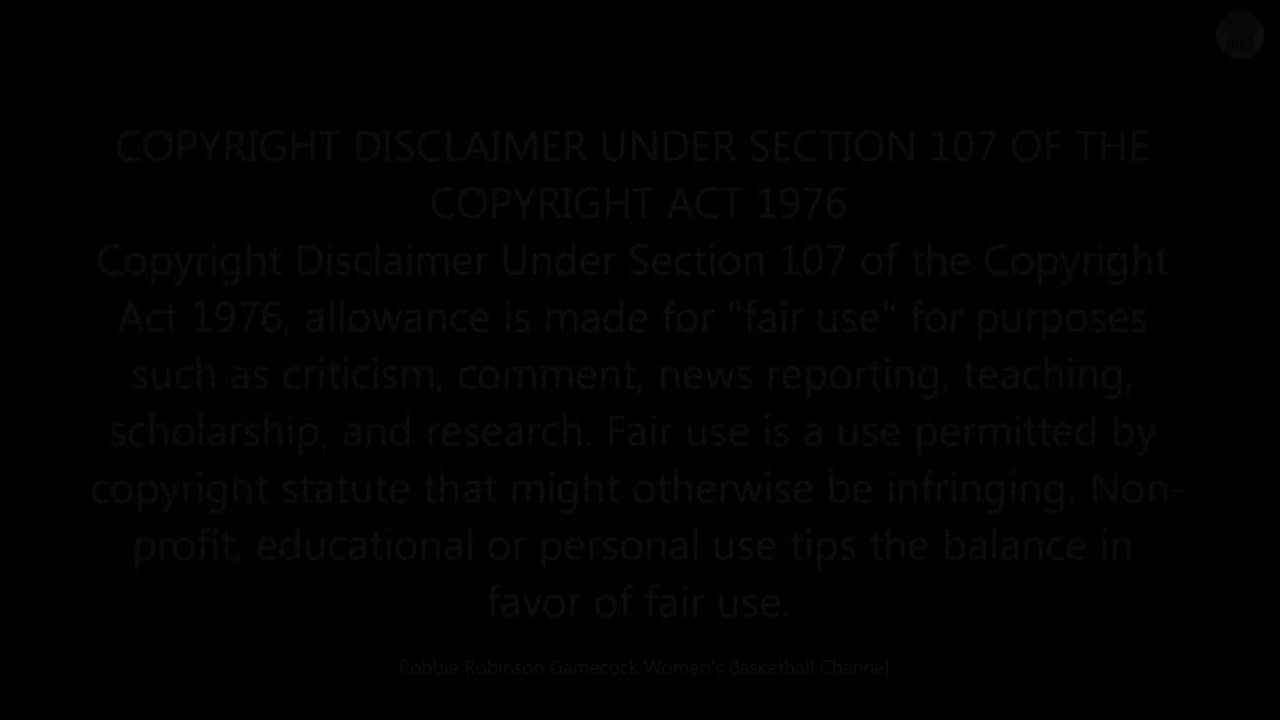 COPYRIGHT DISCLAIMER UNDER SECTION 107 OF THE
COPYRIGHT ACT 1976
Copyright Disclaimer Under Section 107 of the Copyright
Act 1976, allowance is made for "fair use" for purposes
such as criticism, comment, news reporting, teaching,
scholarship, and research. Fair use is a use permitted by
copyright statute that might otherwise be infringing. Non-
profit, educational or personal use tips the balance in
favor of fair use.
Robbie Robinson Gamecock Women's Basketball Channel